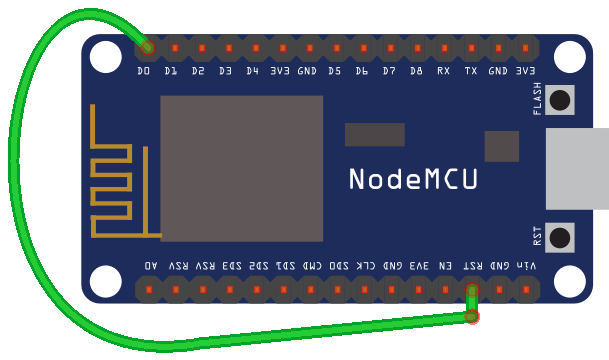 D0 D1 D2 D3 D4 3V3 GND D5 D6 D7 D8 RX TX GND 3V3
FLASH
NodeMCU
RST
A0 RSV RSV SD3 SD2 SD1 CMD SD0 CLK GND 3V3 EN RST GND Vin